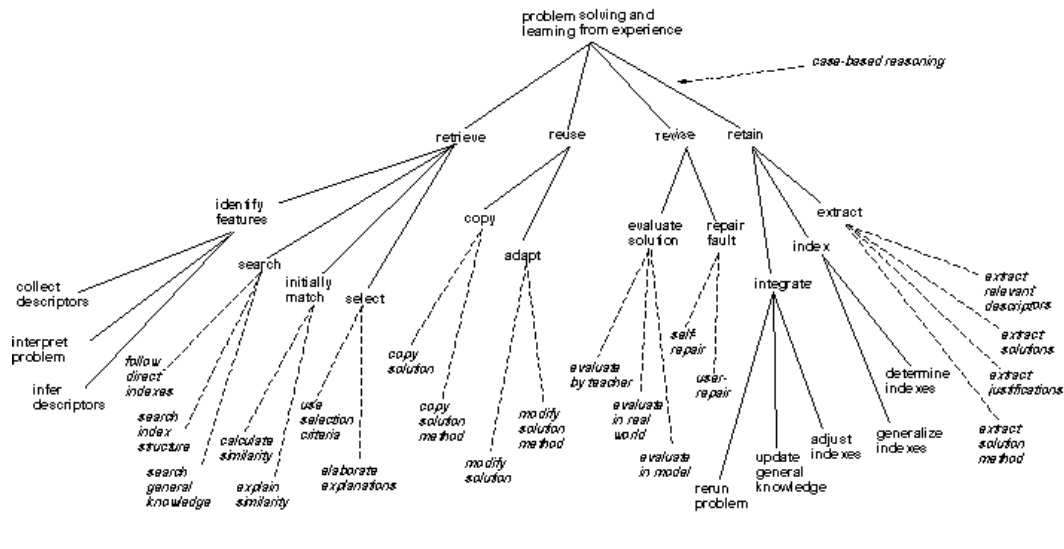 problem solving and
learning from experience
case-based reasoning
retrieve
reuse
revise
retain
identify
features
search
initially
match
select
copy
adapt
evaluate
solution
repair
fault
extract
index
integrate
collect
descriptors
interpret
problem
infer
descriptors
follow
direct
indexes
search
index
structure
search
general
knowledge
calculate
similarity
explain
similarity
use
selection
criteria
elaborate
explanations
copy
solution
copy
solution
method
modify
solution
modify
solution
method
evaluate
by teacher
evaluate
in real
world
evaluate
in model
self-
repair
user-
repair
rerun
problem
update
general
knowledge
adjust
indexes
generalize
indexes
determine
indexes
extract
relevant
descriptors
extract
solutions
extract
justifications
extract
solution
method